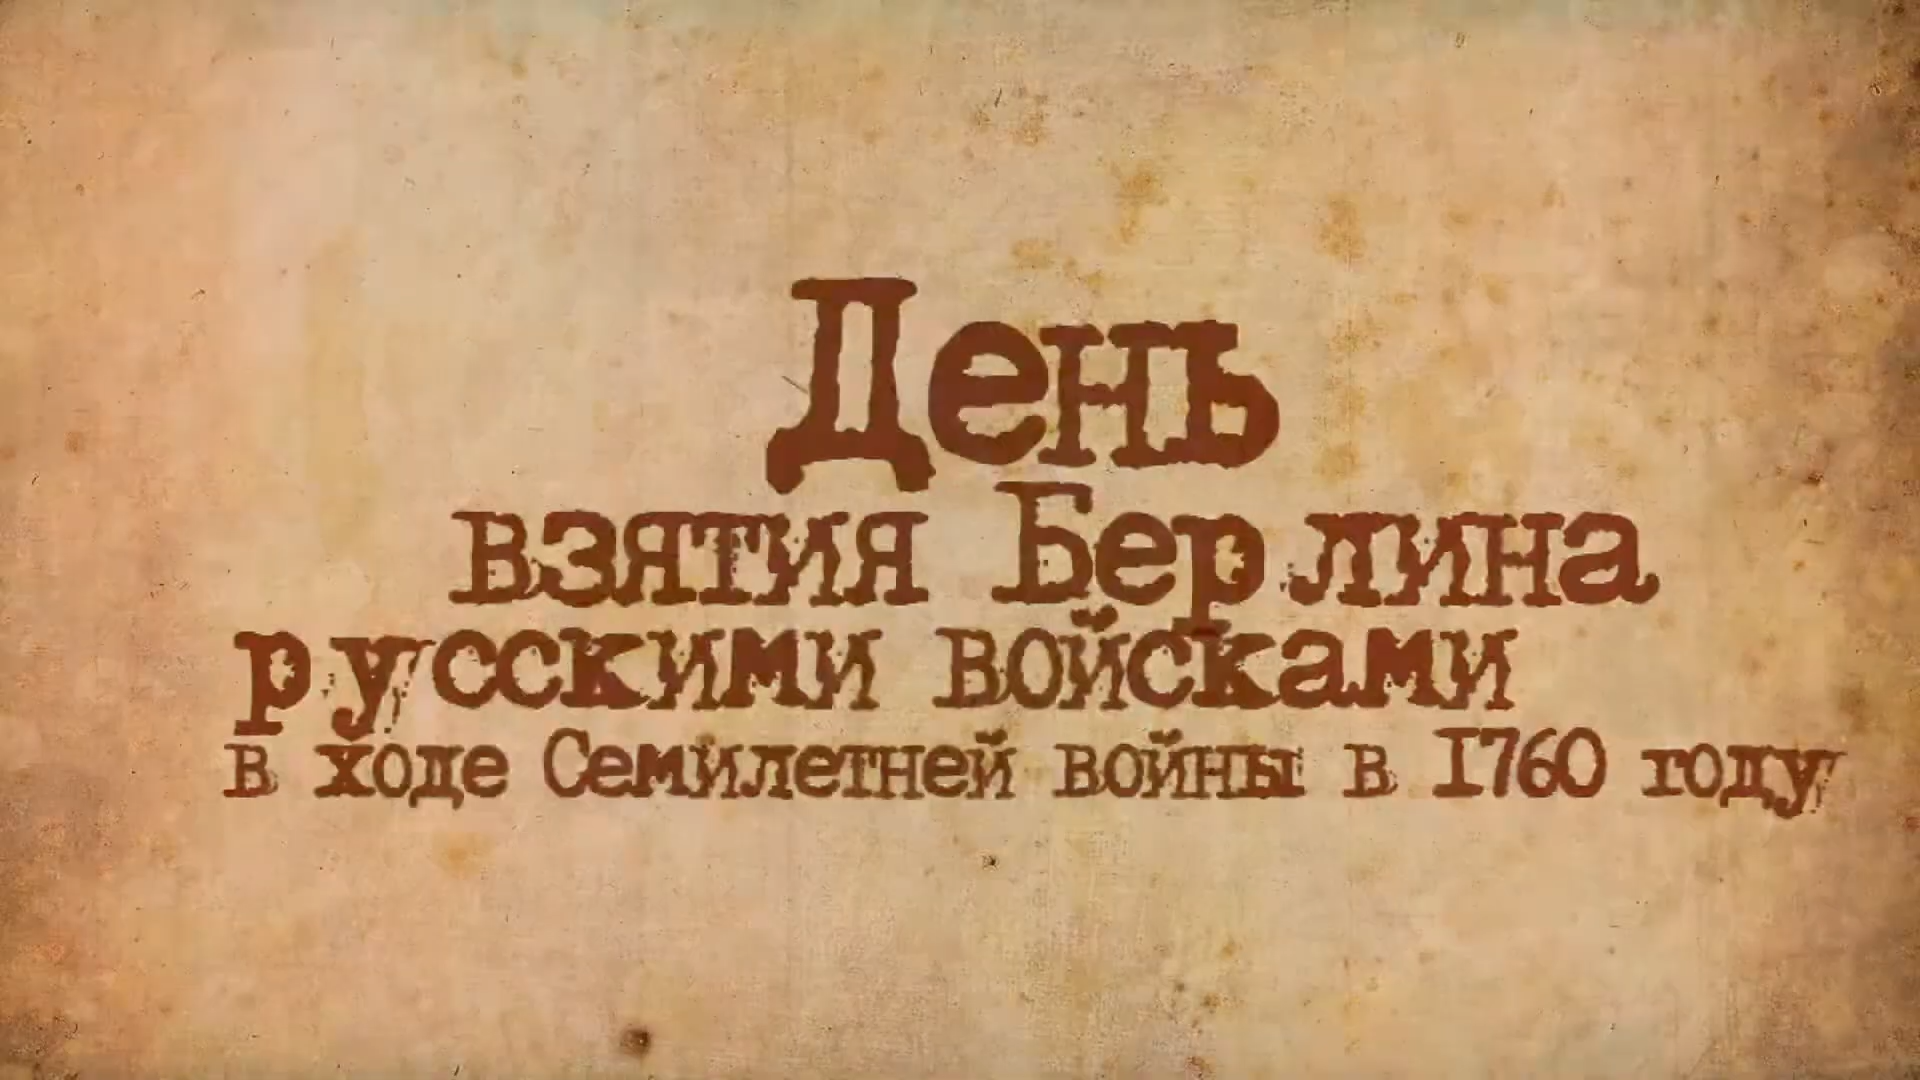 День
взятия Берлина
русскими войсками
в ходе Семилетней войны в 1760 году